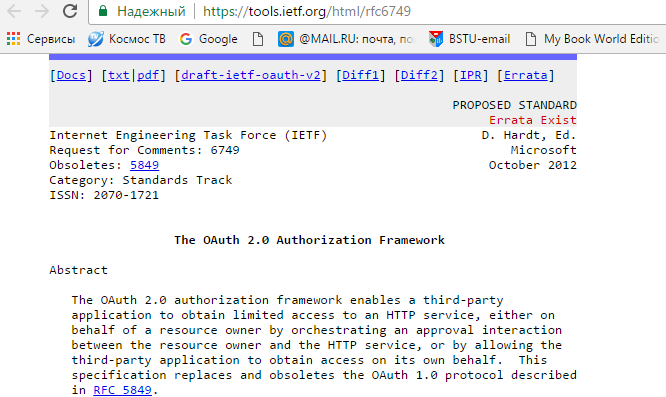 Надежный https://tools.ietf.org/html/rfc6749
Сервисы Космос ТВ Google @MAIL.RU: почта, по BSTU-email My Book World Editio
[Docs] [txt|pdf] [draft-ietf-oauth-v2] [Diff1] [Diff2] [IPR] [Errata]
PROPOSED STANDARD
Errata Exist
Internet Engineering Task Force (IETF) D. Hardt, Ed.
Request for Comments: 6749 Microsoft
Obsoletes: 5849 October 2012
Category: Standards Track
ISSN: 2070-1721
The OAuth 2.0 Authorization Framework
Abstract
The OAuth 2.0 authorization framework enables a third-party
application to obtain limited access to an HTTP service, either on
behalf of a resource owner by orchestrating an approval interaction
between the resource owner and the HTTP service, or by allowing the
third-party application to obtain access on its own behalf. This
specification replaces and obsoletes the OAuth 1.0 protocol described
in RFC 5849.